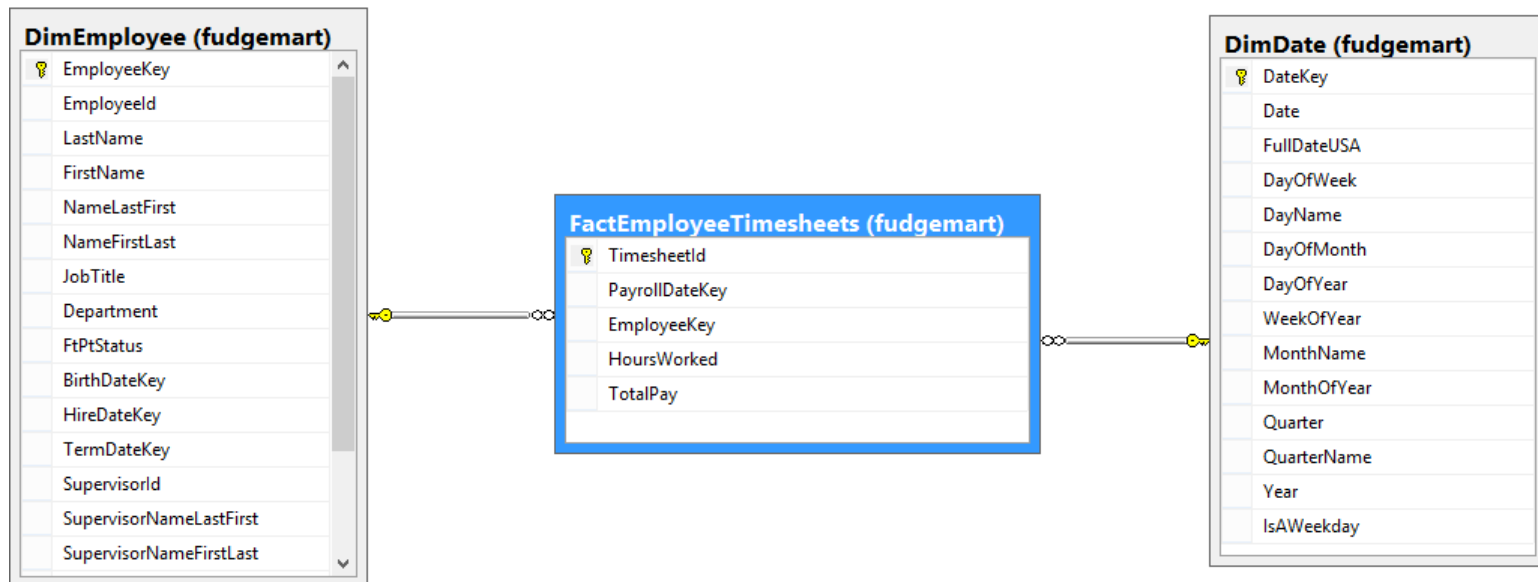 DimEmployee (fudgemart)
EmployeeKey
EmployeeId
LastName
FirstName
NameLastFirst
NameFirstLast
JobTitle
Department
FtPtStatus
BirthDateKey
HireDateKey
TermDateKey
SupervisorId
SupervisorNameLastFirst
SupervisorNameFirstLast
FactEmployeeTimesheets (fudgemart)
TimesheetId
PayrollDateKey
EmployeeKey
HoursWorked
TotalPay
DimDate (fudgemart)
DateKey
Date
FullDateUSA
DayOfWeek
DayName
DayOfMonth
DayOfYear
WeekOfYear
MonthName
MonthOfYear
Quarter
QuarterName
Year
IsAWeekday